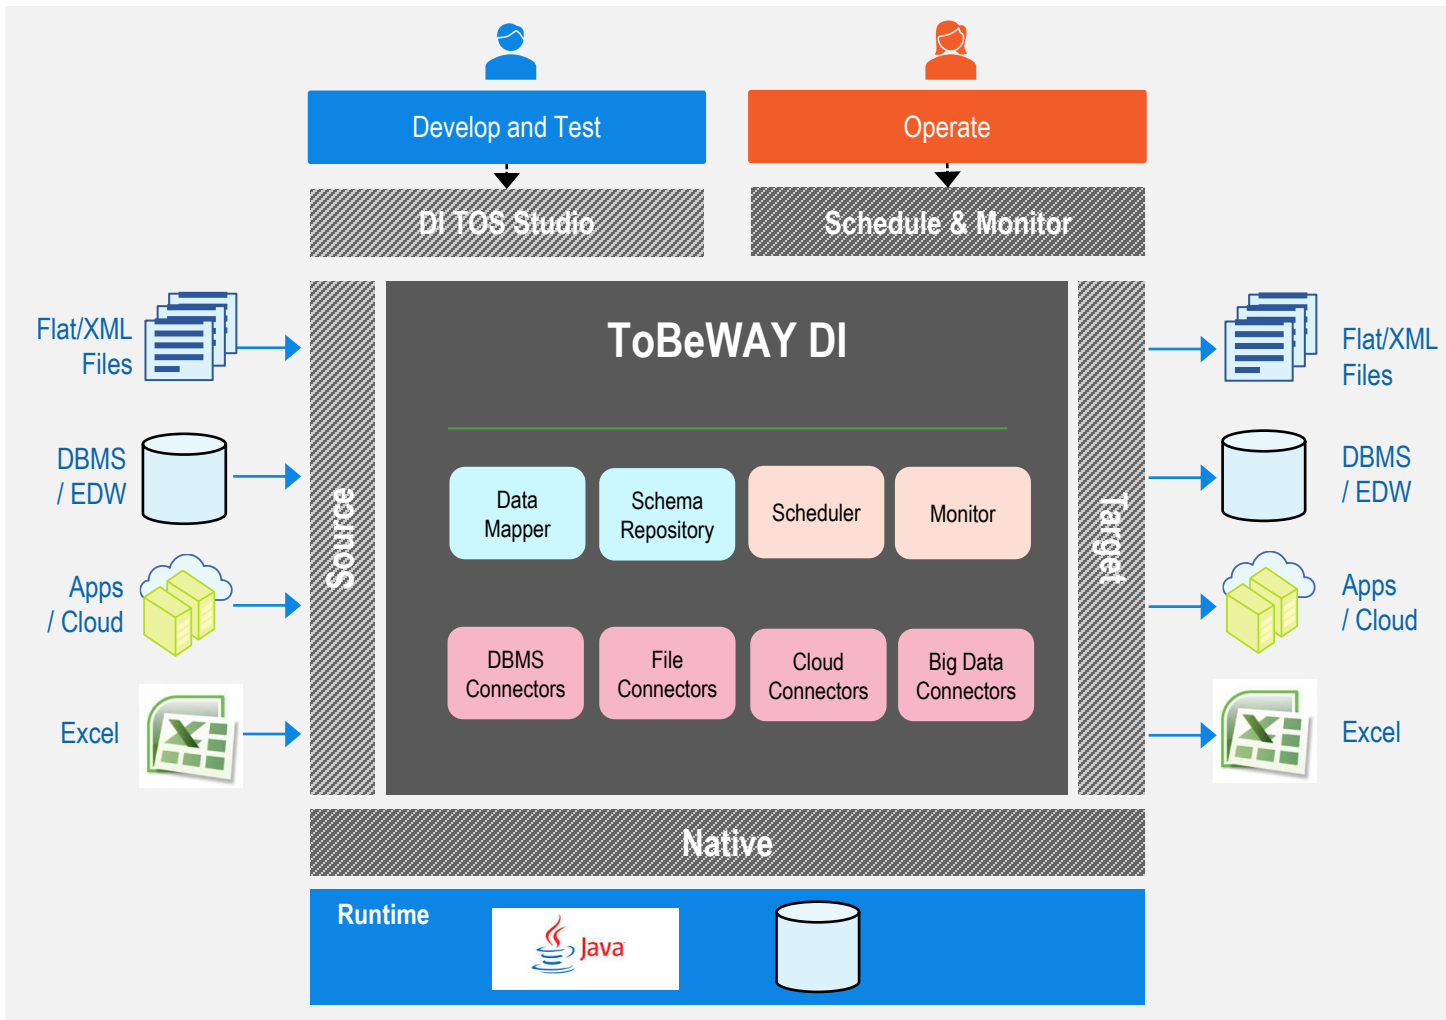 Develop and Test
Operate
DI TOS Studio
Schedule & Monitor
Flat/XML
Files
DBMS
/ EDW
Apps
/ Cloud
Excel
Source
ToBeWAY DI
Data
Mapper
Schema
Repository
Scheduler
Monitor
DBMS
Connectors
File
Connectors
Cloud
Connectors
Big Data
Connectors
Target
Flat/XML
Files
DBMS
/ EDW
Apps
/ Cloud
Excel
Native
Runtime
Java